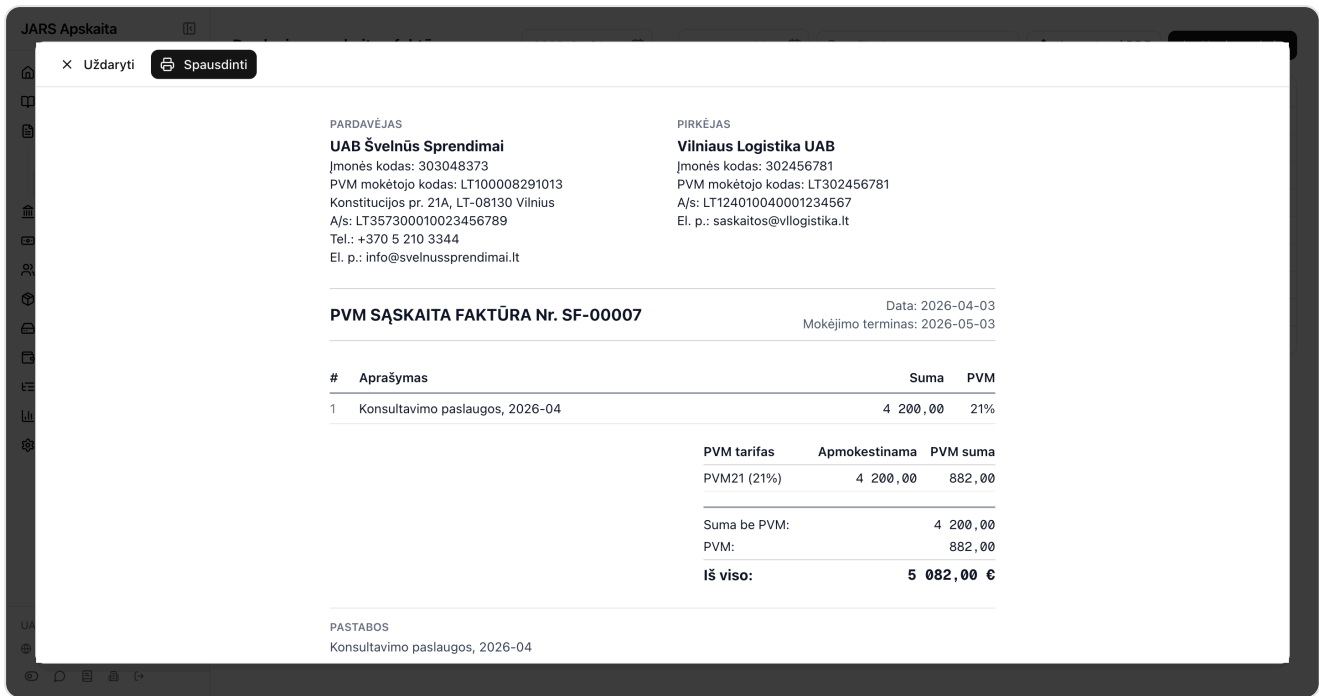 JARS Apskaita
Uždaryti
Spausdinti
PARDAVĖJAS
UAB Švelnūs Sprendimai
Įmonės kodas: 303048373
PVM mokėtojo kodas: LT100008291013
Konstitucijos pr. 21A, LT-08130 Vilnius
A/s: LT357300010023456789
Tel.: +370 5 210 3344
El. p.: info@svelnussprendimai.lt
PIRKĖJAS
Vilniaus Logistika UAB
Įmonės kodas: 302456781
PVM mokėtojo kodas: LT302456781
A/s: LT124010040001234567
El. p.: saskaitos@vllogistika.lt
PVM SĄSKAITA FAKTŪRA Nr. SF-00007
Data: 2026-04-03
Mokėjimo terminas: 2026-05-03
# Aprašymas Suma PVM
1 Konsultavimo paslaugos, 2026-04 4 200,00 21%
PVM tarifas Apmokestinama PVM suma
PVM21 (21%) 4 200,00 882,00
Suma be PVM: 4 200,00
PVM: 882,00
Iš viso: 5 082,00 €
PASTABOS
Konsultavimo paslaugos, 2026-04
UA